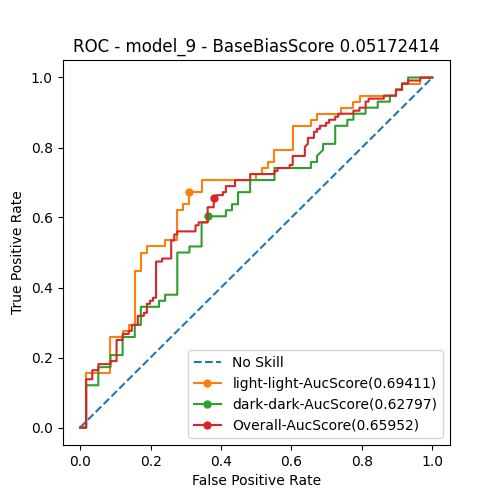 ROC - model_9 - BaseBiasScore 0.05172414
1.0
0.8
0.6
0.4
0.2
0.0
True Positive Rate
No Skill
light-light-AucScore(0.69411)
dark-dark-AucScore(0.62797)
Overall-AucScore(0.65952)
0.0 0.2 0.4 0.6 0.8 1.0
False Positive Rate